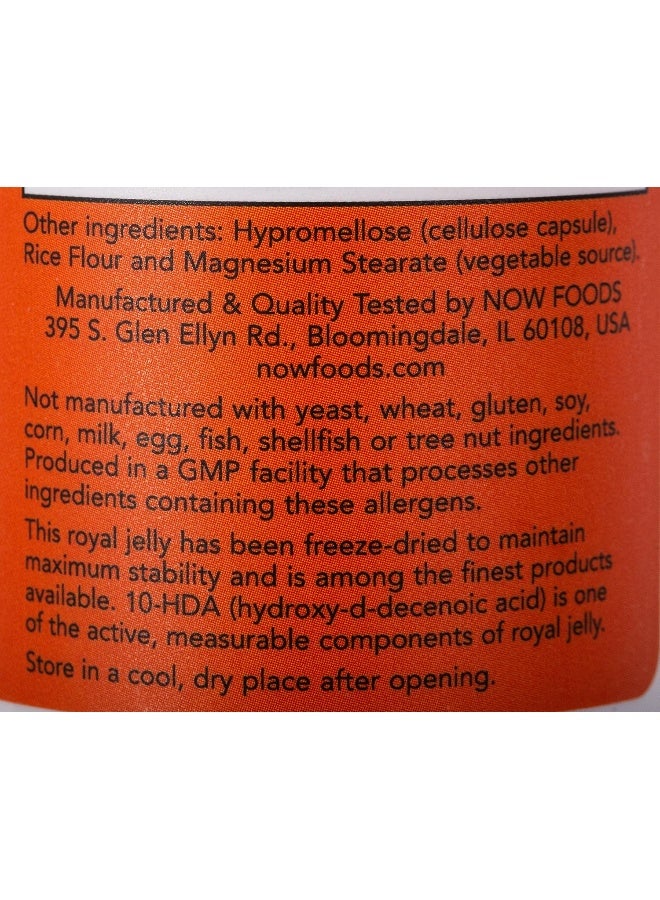 Other ingredients: Hypromellose (cellulose capsule),
Rice Flour and Magnesium Stearate (vegetable source).
Manufactured & Quality Tested by NOW FOODS
395 S. Glen Ellyn Rd., Bloomingdale, IL 60108, USA
nowfoods.com
Not manufactured with yeast, wheat, gluten, soy,
corn, milk, egg, fish, shellfish or tree nut ingredients.
Produced in a GMP facility that processes other
ingredients containing these allergens.
This royal jelly has been freeze-dried to maintain
maximum stability and is among the finest products
available. 10-HDA (hydroxy-d-decenoic acid) is one
of the active, measurable components of royal jelly.
Store in a cool, dry place after opening.